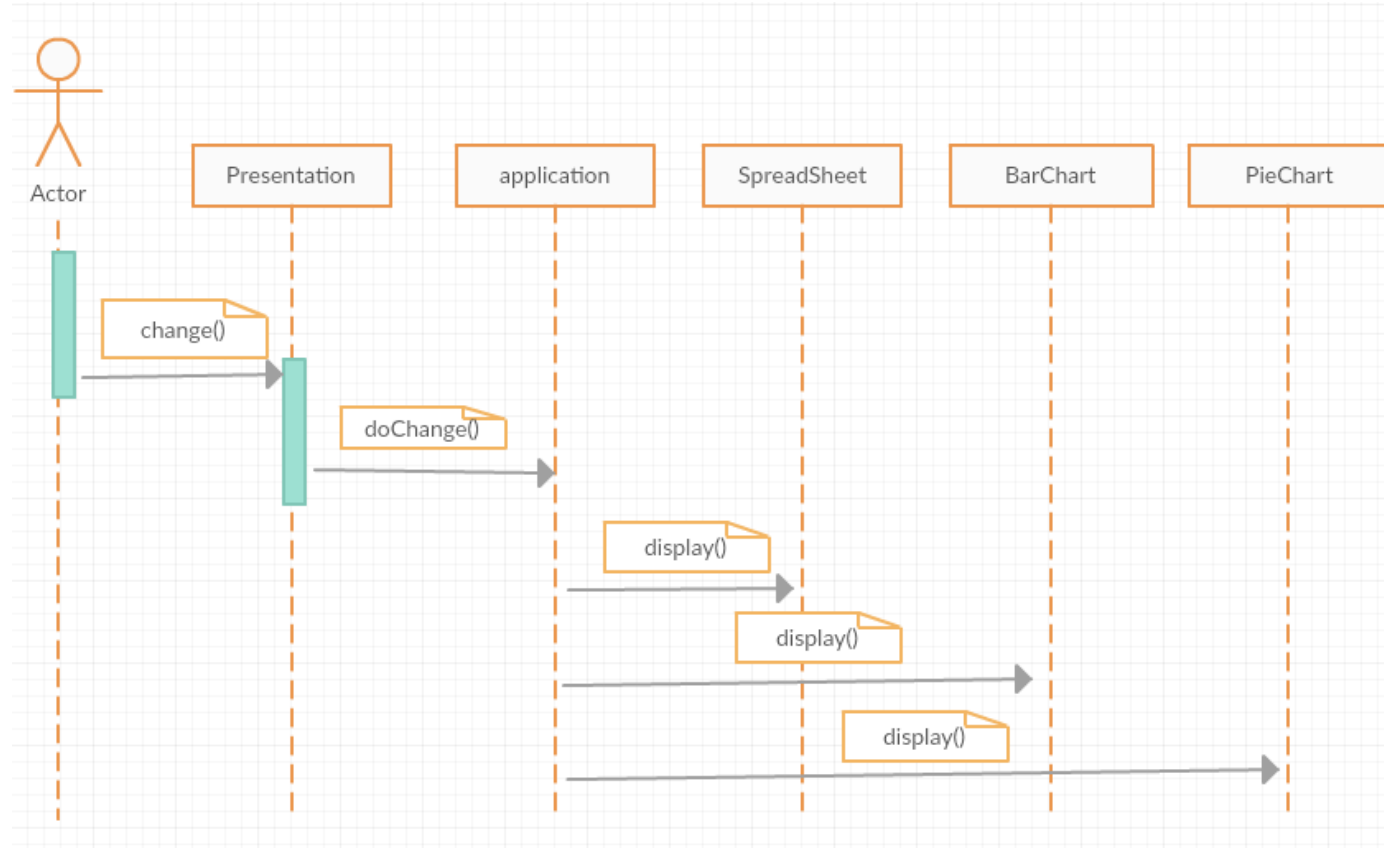 Actor
Presentation
application
SpreadSheet
BarChart
PieChart
change()
doChange()
display()
display()
display()